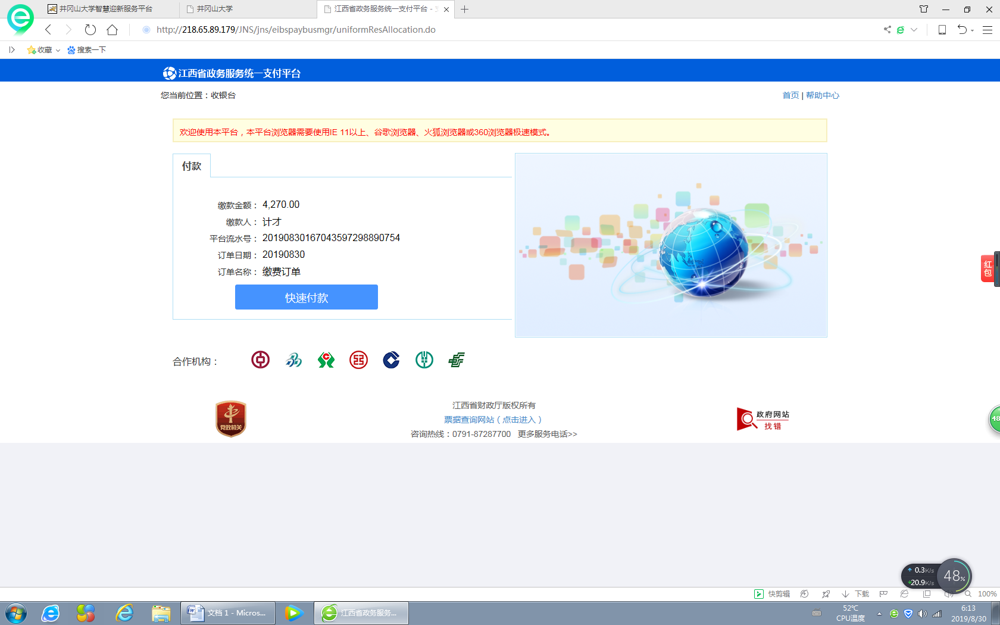 井冈山大学智慧迎新服务平台
井冈山大学
江西省政务服务统一支付平台 -
http://218.65.89.179/JNS/jns/eibspaybusmgr/uniformResAllocation.do
收藏
搜索一下
江西省政务服务统一支付平台
您当前位置：收银台
首页 | 帮助中心
欢迎使用本平台，本平台浏览器需要使用IE 11以上、谷歌浏览器、火狐浏览器或360浏览器极速模式。
付款
缴款金额： 4,270.00
缴款人： 计才
平台流水号： 20190830167043597298890754
订单日期： 20190830
订单名称： 缴费订单
快速付款
红包
合作机构：
48
党政机关
江西省财政厅版权所有
票据查询网站（点击进入）
咨询热线：0791-87287700 更多服务电话>>
政府网站
找错
0.3K/s
20.9K/s
48%
快剪辑
下载
100%
文档 1 - Micros...
江西省政务服务...
52℃
CPU温度
6:13
2019/8/30